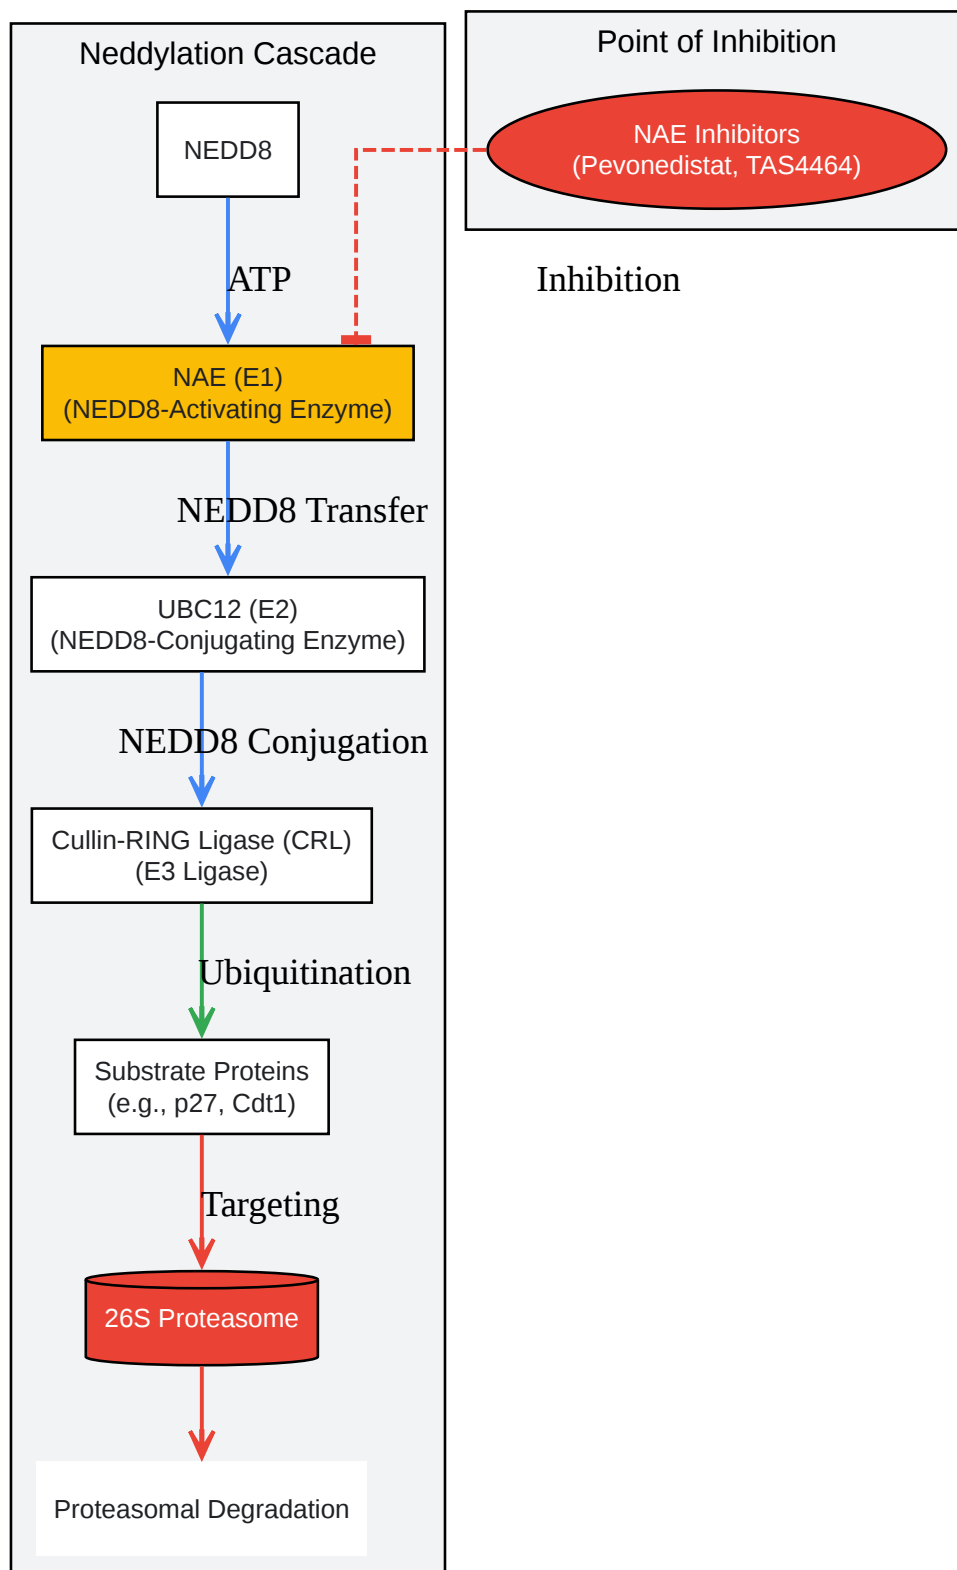 Neddylation Cascade
NEDD8
ATP
NAE (E1)
(NEDD8-Activating Enzyme)
NEDD8 Transfer
UBC12 (E2)
(NEDD8-Conjugating Enzyme)
NEDD8 Conjugation
Cullin-RING Ligase (CRL)
(E3 Ligase)
Ubiquitination
Substrate Proteins
(e.g., p27, Cdt1)
Targeting
26S Proteasome
Proteasomal Degradation
Point of Inhibition
NAE Inhibitors
(Pevonedistat, TAS4464)
Inhibition